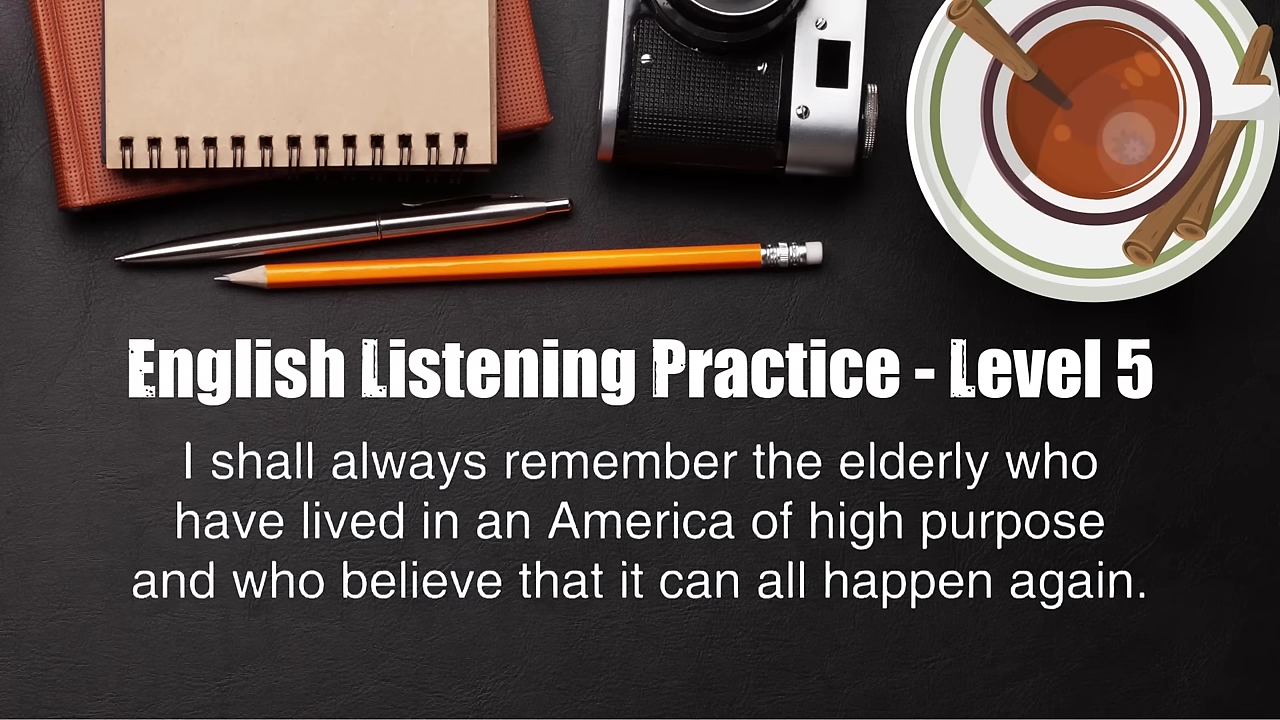 English Listening Practice - Level 5
I shall always remember the elderly who
have lived in an America of high purpose
and who believe that it can all happen again.